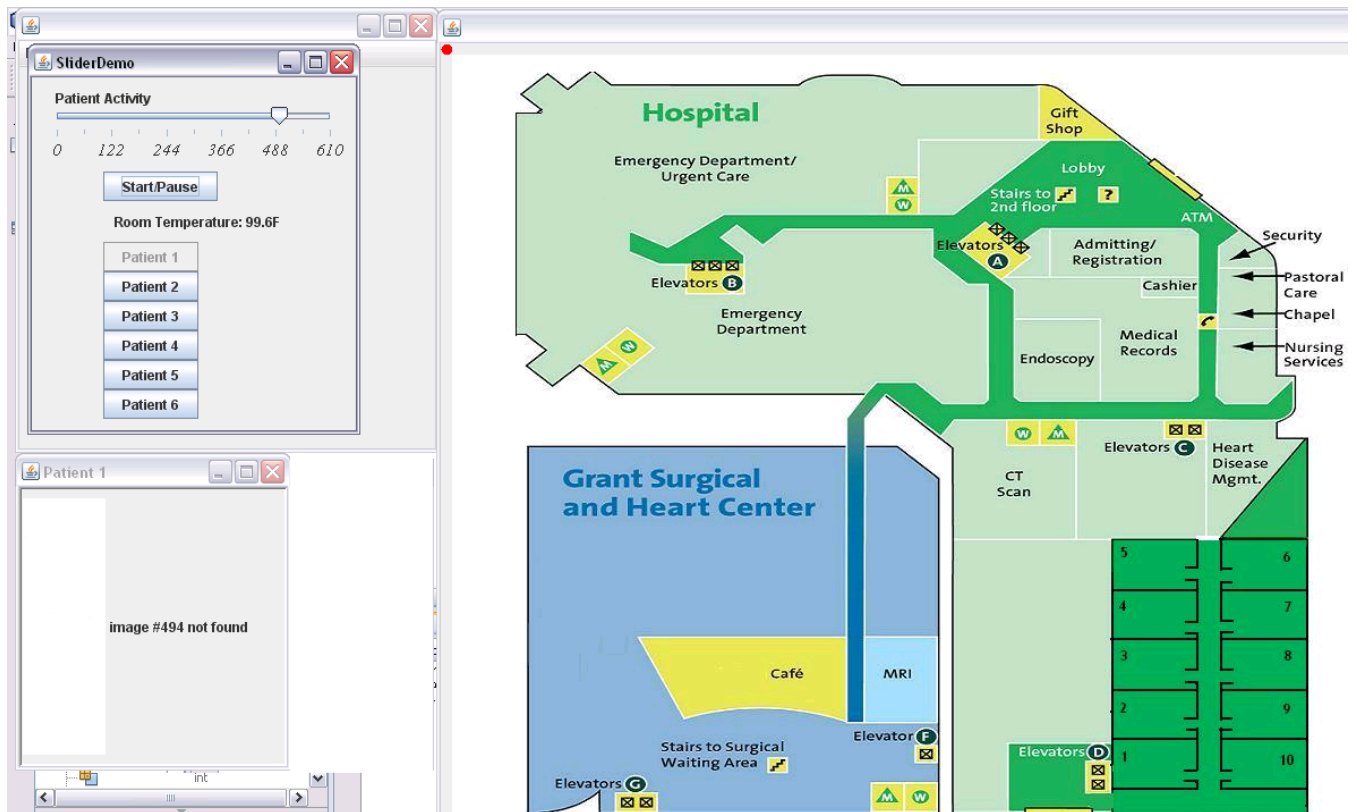 SliderDemo
Patient Activity
0 122 244 366 488 610
Start/Pause
Room Temperature: 99.6F
Patient 1
Patient 2
Patient 3
Patient 4
Patient 5
Patient 6
Patient 1
image #494 not found
int
Hospital
Gift
Shop
Emergency Department/
Urgent Care
Lobby
M
W
Stairs to
2nd floor
?
ATM
Elevators
A
Admitting/
Registration
Security
Elevators B
Cashier
Pastoral
Care
Emergency
Department
Chapel
Medical
Records
Endoscopy
Nursing
Services
M W
W M
Elevators C
Heart
Disease
Mgmt.
CT
Scan
Grant Surgical
and Heart Center
5 6
4 7
3 8
2 9
1 10
Café
MRI
Elevator F
Stairs to Surgical
Waiting Area
Elevators D
Elevators G
M W